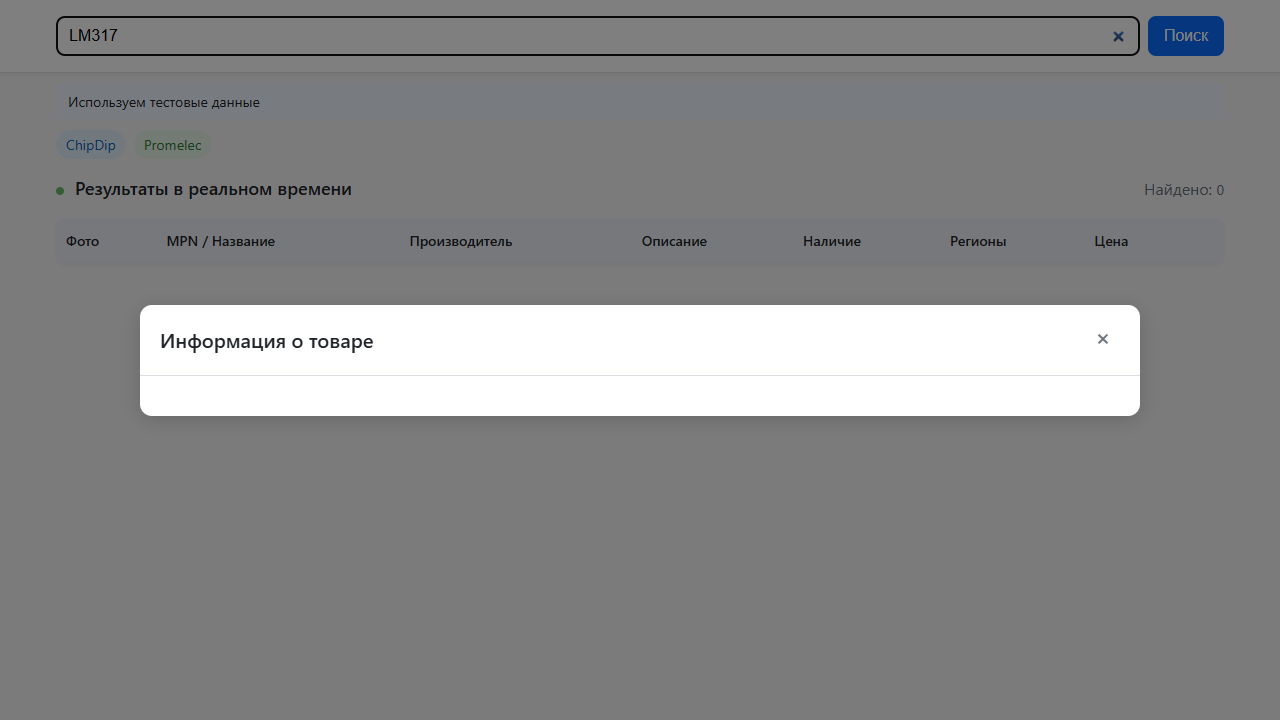 LM317
Поиск
Используем тестовые данные
ChipDip
Promelec
Результаты в реальном времени
Найдено: 0
Фото
MPN / Название
Производитель
Описание
Наличие
Регионы
Цена
Информация о товаре